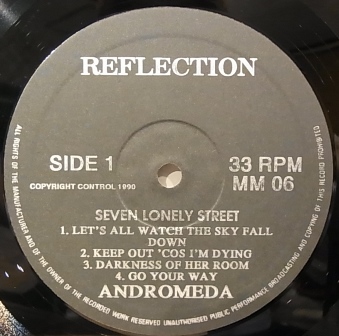 REFLECTION
SIDE 1
33 RPM
MM 06
COPYRIGHT CONTROL 1990
SEVEN LONELY STREET
1. LET'S ALL WATCH THE SKY FALL
DOWN
2. KEEP OUT 'COS I'M DYING
3. DARKNESS OF HER ROOM
4. GO YOUR WAY
ANDROMEDA
ALL RIGHTS OF THE MANUFACTURER AND OF THE OWNER OF THE RECORDED WORK RESERVED UNAUTHORISED PUBLIC PERFORMANCE BROADCASTING AND COPYING OF THIS RECORD PROHIBITED